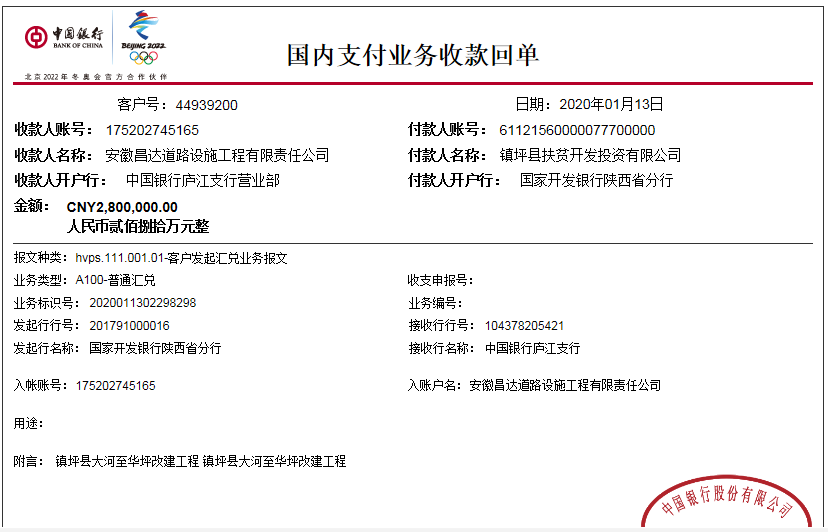 中国银行
BANK OF CHINA
BEIJING 2022
北京2022年冬奥会官方合作伙伴
国内支付业务收款回单
客户号：44939200 日期：2020年01月13日
收款人账号：175202745165 付款人账号：61121560000077700000
收款人名称：安徽昌达道路设施工程有限责任公司 付款人名称：镇坪县扶贫开发投资有限公司
收款人开户行：中国银行庐江支行营业部 付款人开户行：国家开发银行陕西省分行
金额：CNY2,800,000.00
人民币贰佰捌拾万元整
报文种类：hvps.111.001.01-客户发起汇兑业务报文
业务类型：A100-普通汇兑 收支申报号：
业务标识号：2020011302298298 业务编号：
发起行行号：201791000016 接收行行号：104378205421
发起行名称：国家开发银行陕西省分行 接收行名称：中国银行庐江支行
入帐账号：175202745165 入账户名：安徽昌达道路设施工程有限责任公司
用途：
附言：镇坪县大河至华坪改建工程 镇坪县大河至华坪改建工程
中国银行股份有限公司